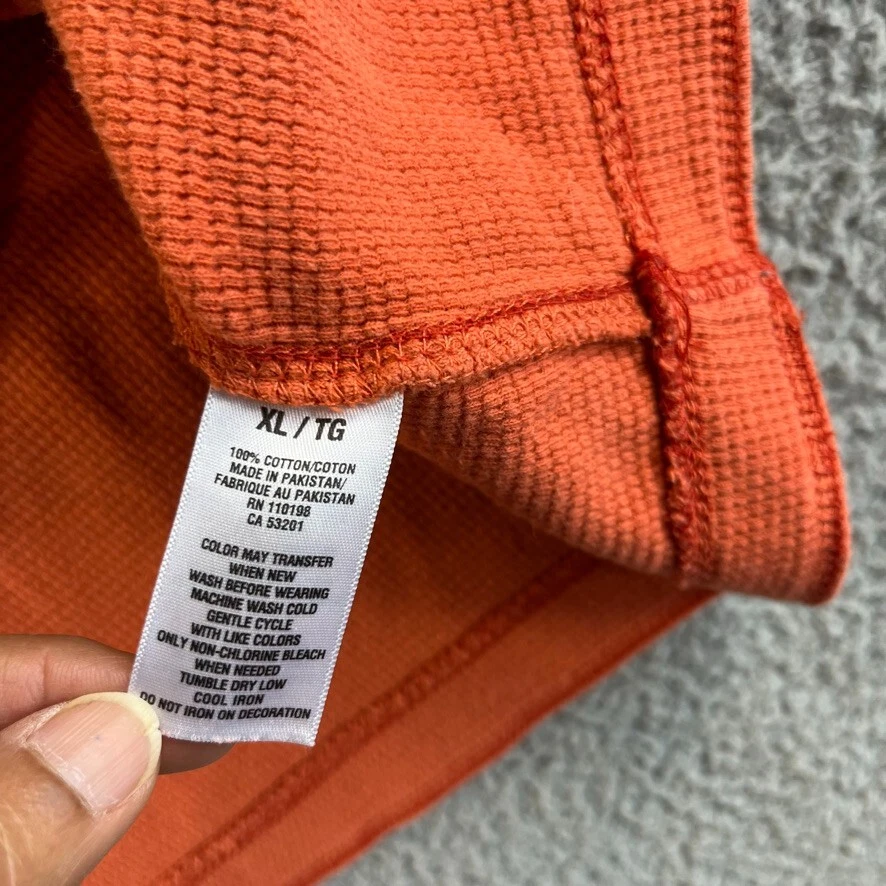 XL / TG
100% COTTON/COTON
MADE IN PAKISTAN/
FABRIQUE AU PAKISTAN
RN 110198
CA 53201
COLOR MAY TRANSFER
WHEN NEW
WASH BEFORE WEARING
MACHINE WASH COLD
GENTLE CYCLE
WITH LIKE COLORS
ONLY NON-CHLORINE BLEACH
WHEN NEEDED
TUMBLE DRY LOW
COOL IRON
DO NOT IRON ON DECORATION